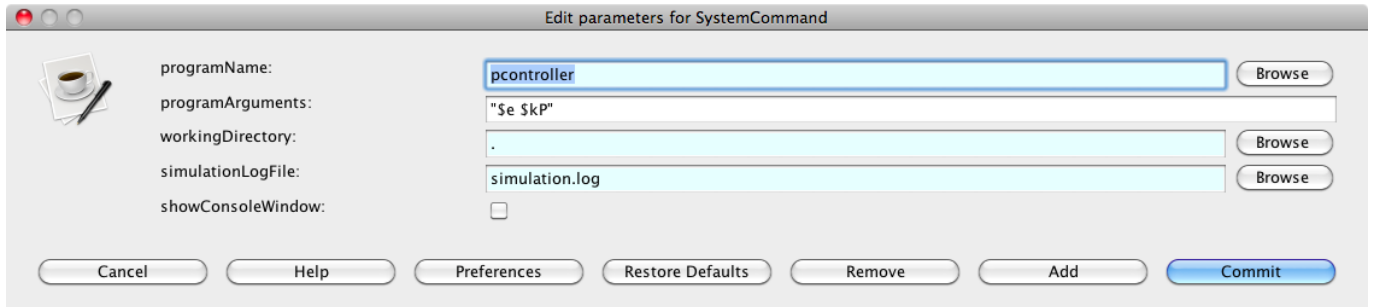 Edit parameters for SystemCommand
programName: pcontroller Browse
programArguments: "$e $kP"
workingDirectory: . Browse
simulationLogFile: simulation.log Browse
showConsoleWindow:
Cancel Help Preferences Restore Defaults Remove Add Commit